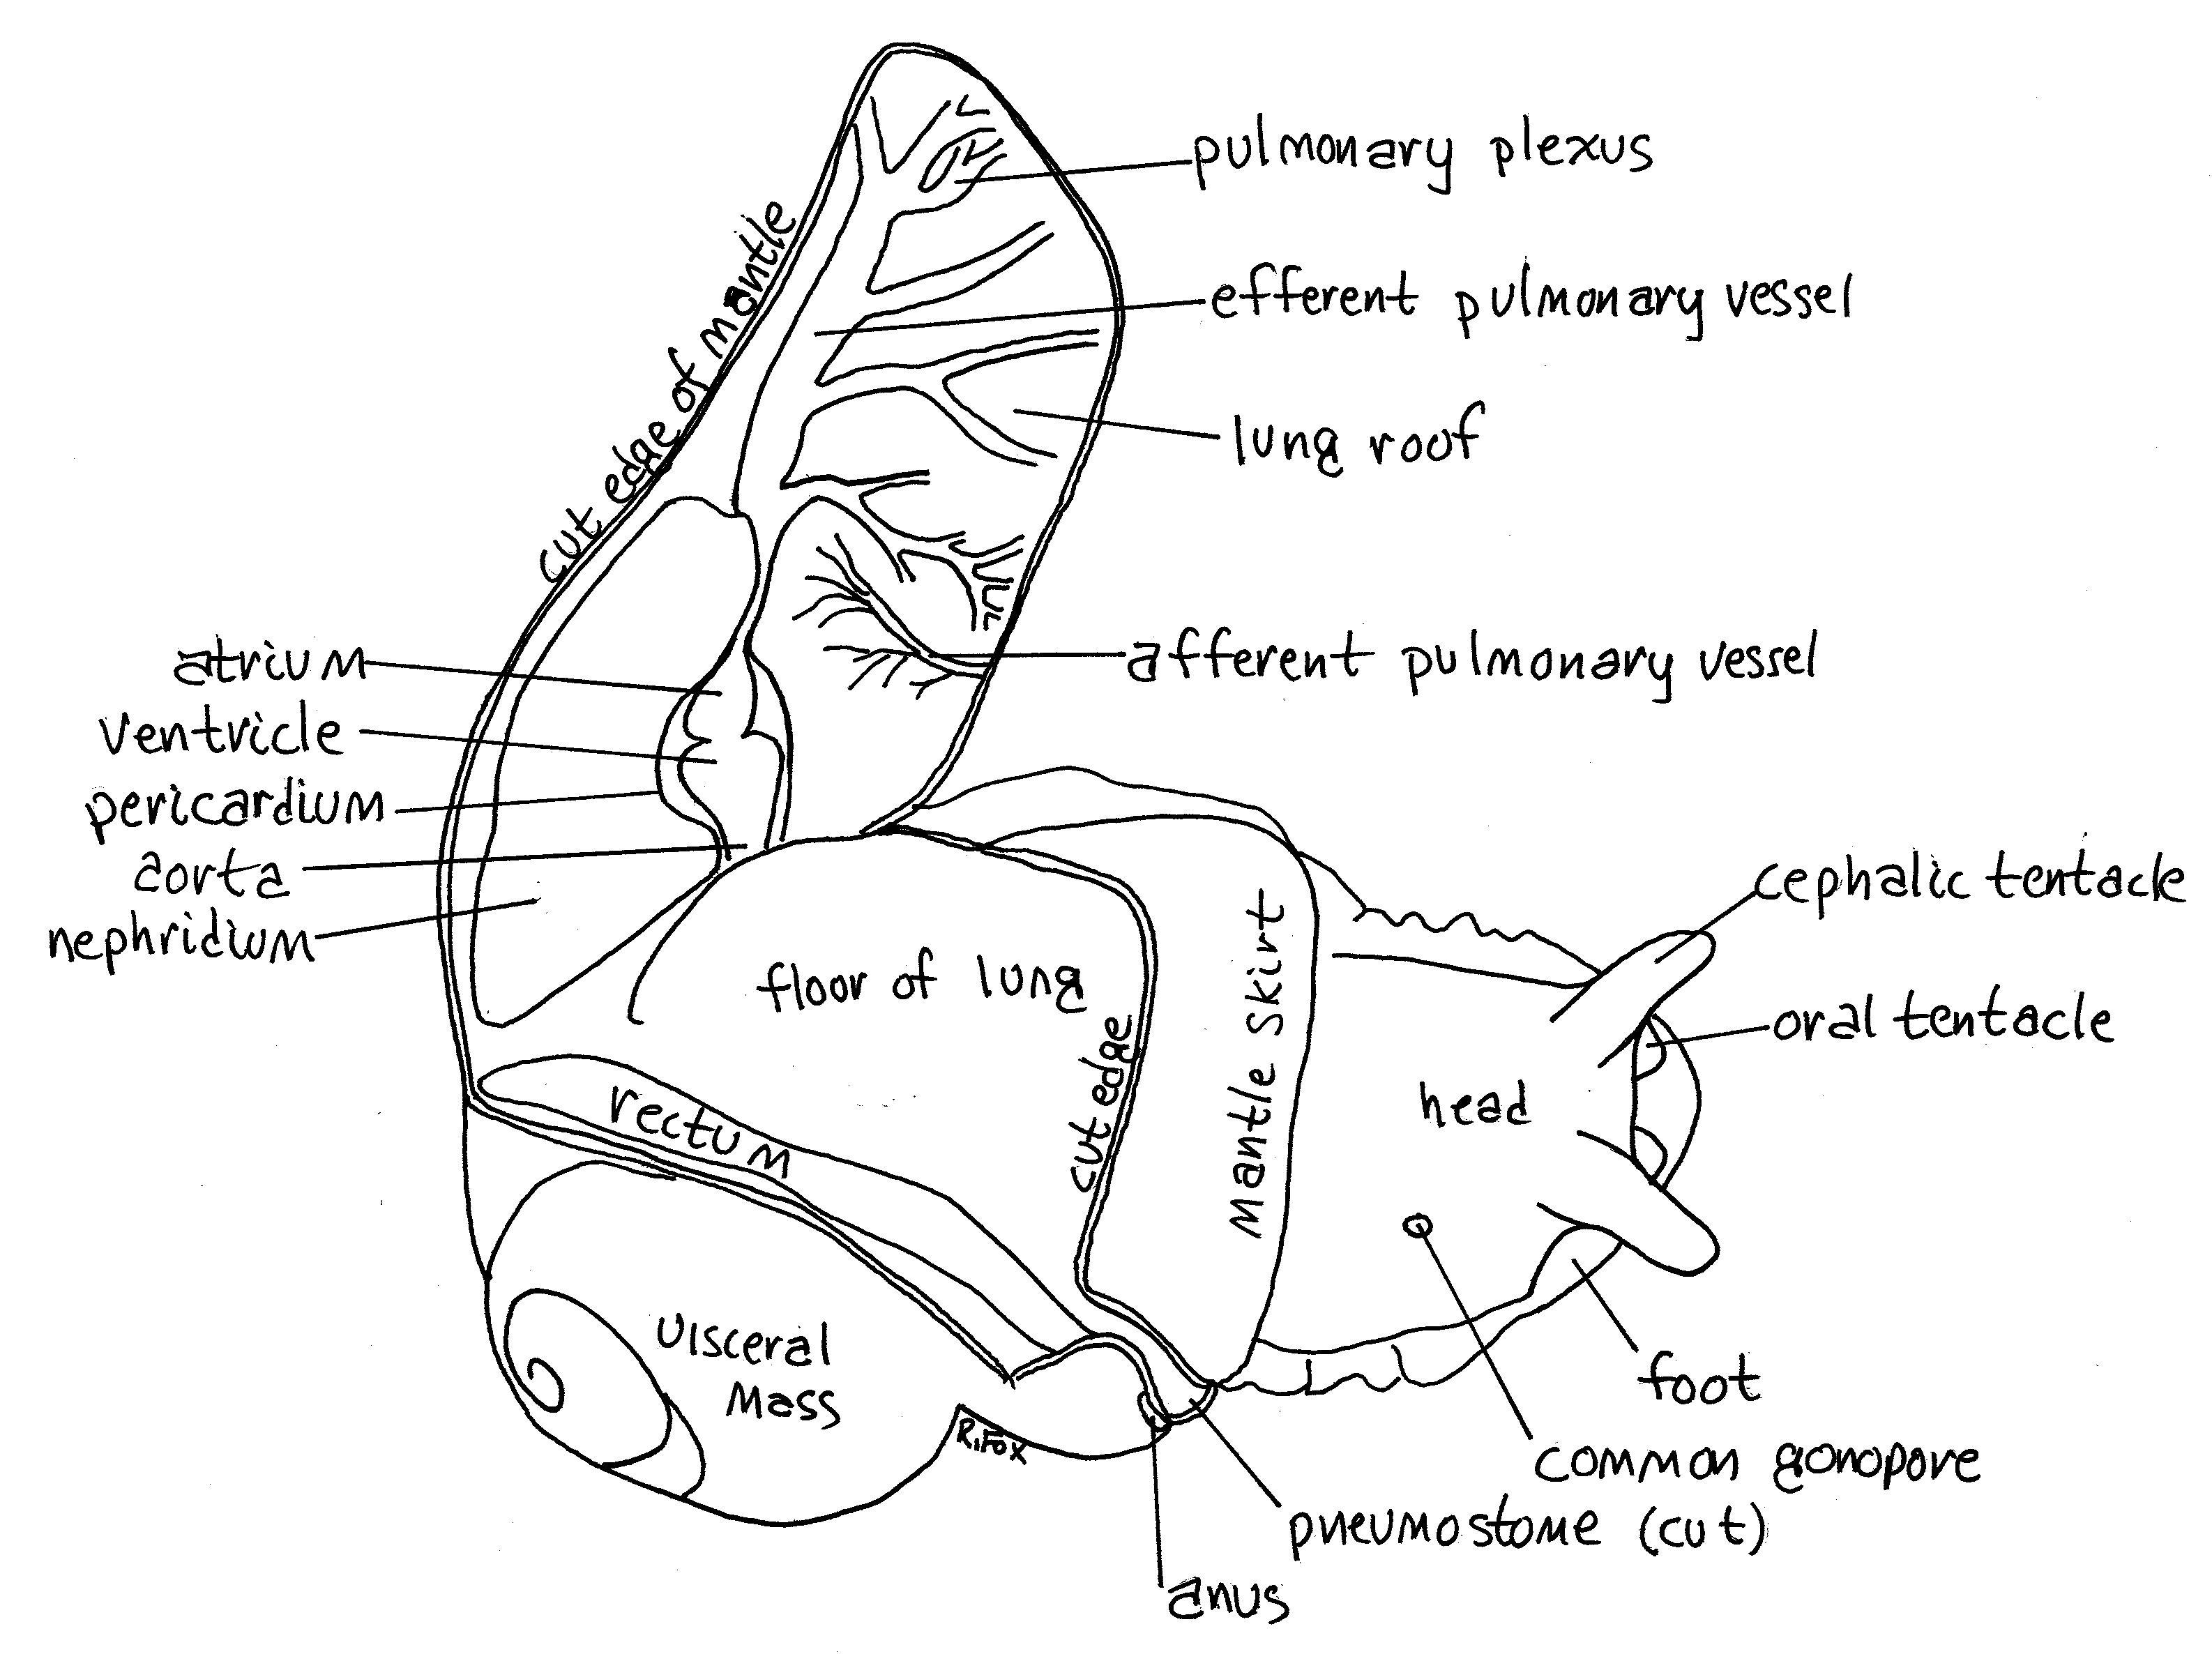 pulmonary plexus
efferent pulmonary vessel
lung roof
cut edge of mantle
afferent pulmonary vessel
atrium
ventricle
pericardium
aorta
nephridium
cephalic tentacle
oral tentacle
floor of lung
cut edge
Mantle skirt
head
rectum
visceral
Mass
R. Fox
foot
common gonopore
pneumostome (cut)
anus